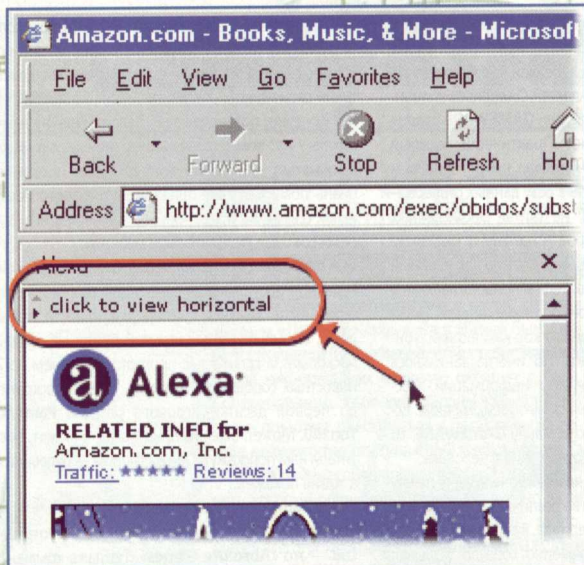 Amazon.com - Books, Music, & More - Microsoft
File Edit View Go Favorites Help
Back Forward Stop Refresh Hom
Address http://www.amazon.com/exec/obidos/subst
Alexa ×
click to view horizontal
a Alexa
RELATED INFO for
Amazon.com, Inc.
Traffic: ★★★★★ Reviews: 14